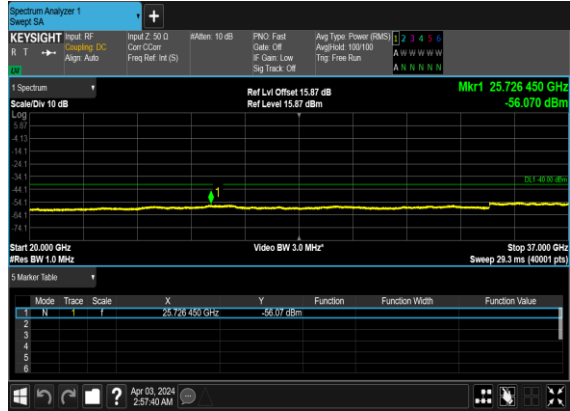 Spectrum Analyzer 1
Swept SA
+
KEYSIGHT
R T
LV
Input: RF
Coupling: DC
Align: Auto
Input Z: 50 Ω
Corr CCorr
Freq Ref: Int (S)
#Atten: 10 dB
PNO: Fast
Gate: Off
IF Gain: Low
Sig Track: Off
Avg Type: Power (RMS)
Avg|Hold: 100/100
Trig: Free Run
1 2 3 4 5 6
A W W W W W
A N N N N N
1 Spectrum
Scale/Div 10 dB
Ref Lvl Offset 15.87 dB
Ref Level 15.87 dBm
Mkr1 25.726 450 GHz
-56.070 dBm
Log
5.87
-4.13
-14.1
-24.1
-34.1
-44.1
-54.1
-64.1
-74.1
DL1 -40.00 dBm
1
Start 20.000 GHz
#Res BW 1.0 MHz
Video BW 3.0 MHz*
Stop 37.000 GHz
Sweep 29.3 ms (40001 pts)
5 Marker Table
Mode Trace Scale X Y Function Function Width Function Value
1 N 1 f 25.726 450 GHz -56.07 dBm
2
3
4
5
6
?
Apr 03, 2024
2:57:40 AM